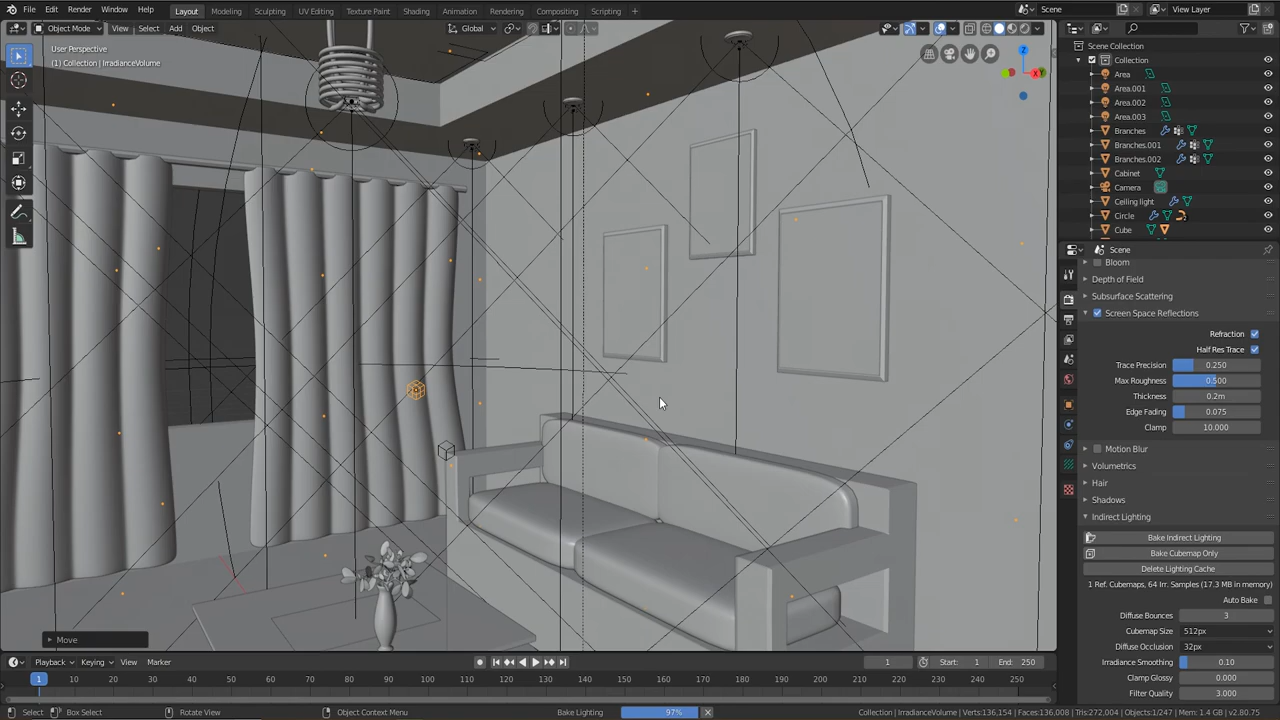 File Edit Render Window Help Layout Modeling Sculpting UV Editing Texture Paint Shading Animation Rendering Compositing Scripting + Scene View Layer
Object Mode View Select Add Object Global
User Perspective
(1) Collection | IrradianceVolume
Z
X Y
Move
Scene Collection
Collection
Area
Area.001
Area.002
Area.003
Branches
Branches.001
Branches.002
Cabinet
Camera
Ceiling light
Circle
Cube
Scene
Bloom
Depth of Field
Subsurface Scattering
Screen Space Reflections
Refraction
Half Res Trace
Trace Precision 0.250
Max Roughness 0.500
Thickness 0.2m
Edge Fading 0.075
Clamp 10.000
Motion Blur
Volumetrics
Hair
Shadows
Indirect Lighting
Bake Indirect Lighting
Bake Cubemap Only
Delete Lighting Cache
1 Ref. Cubemaps, 64 Irr. Samples (17.3 MB in memory)
Auto Bake
Diffuse Bounces 3
Cubemap Size 512px
Diffuse Occlusion 32px
Irradiance Smoothing 0.10
Clamp Glossy 0.000
Filter Quality 3.000
Playback Keying View Marker 1 Start: 1 End: 250
1 10 20 30 40 50 60 70 80 90 100 110 120 130 140 150 160 170 180 190 200 210 220 230 240 250
Select Box Select Rotate View Object Context Menu Bake Lighting 97% Collection | IrradianceVolume | Verts:136,154 | Faces:136,008 | Tris:272,004 | Objects:1/247 | Mem: 1.4 GB | v2.80.75